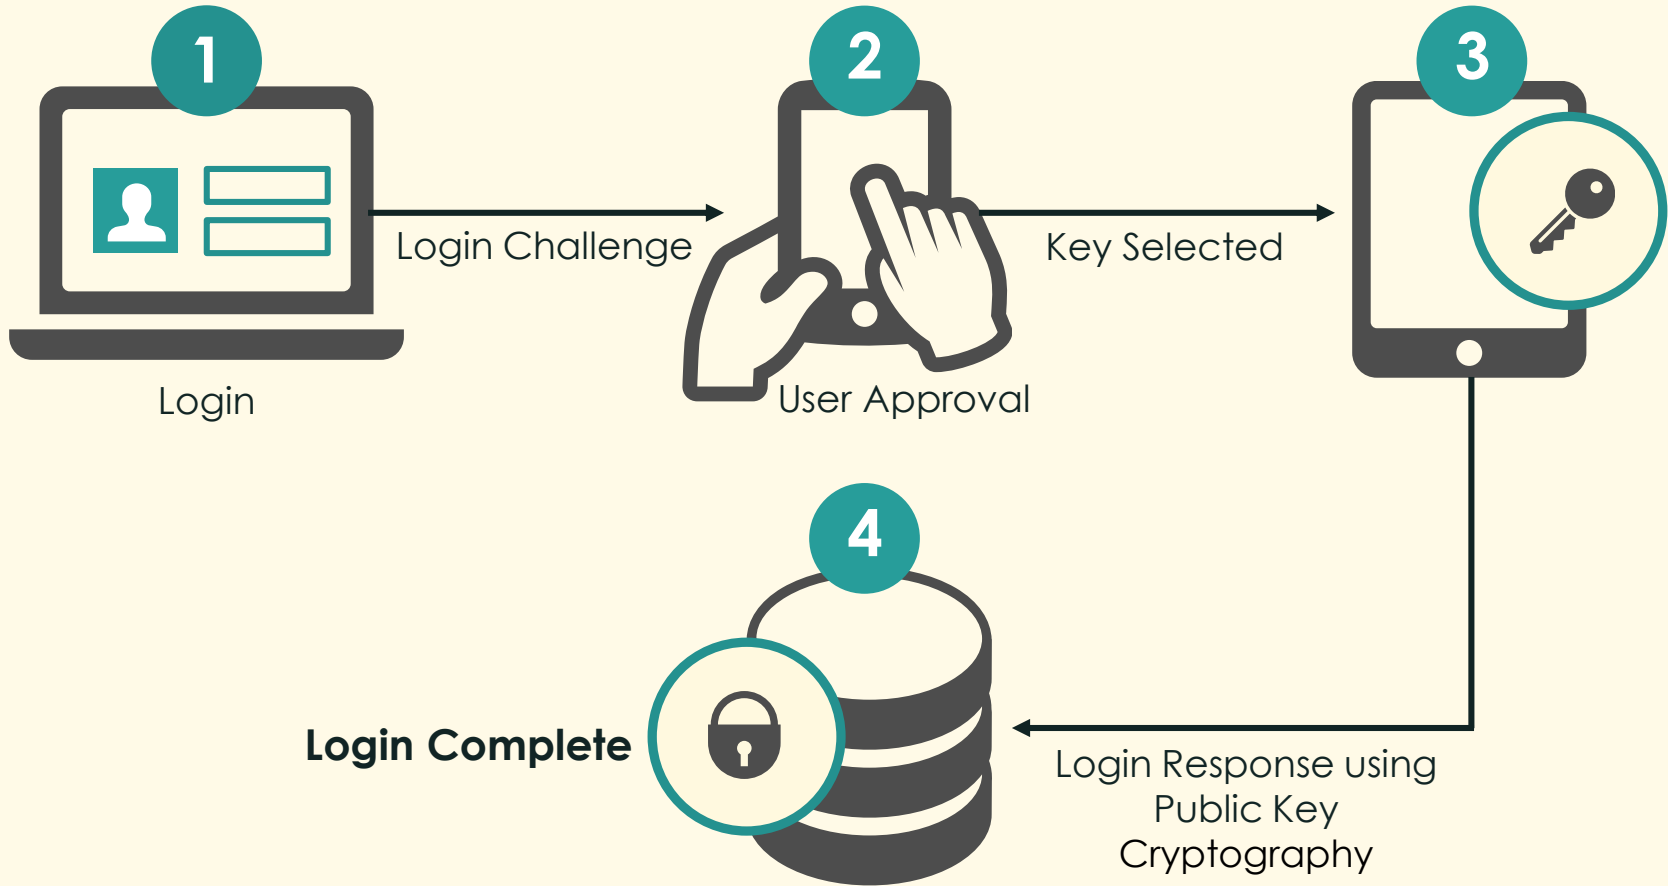 1
2
3
Login Challenge
Key Selected
Login
User Approval
4
Login Complete
Login Response using
Public Key
Cryptography